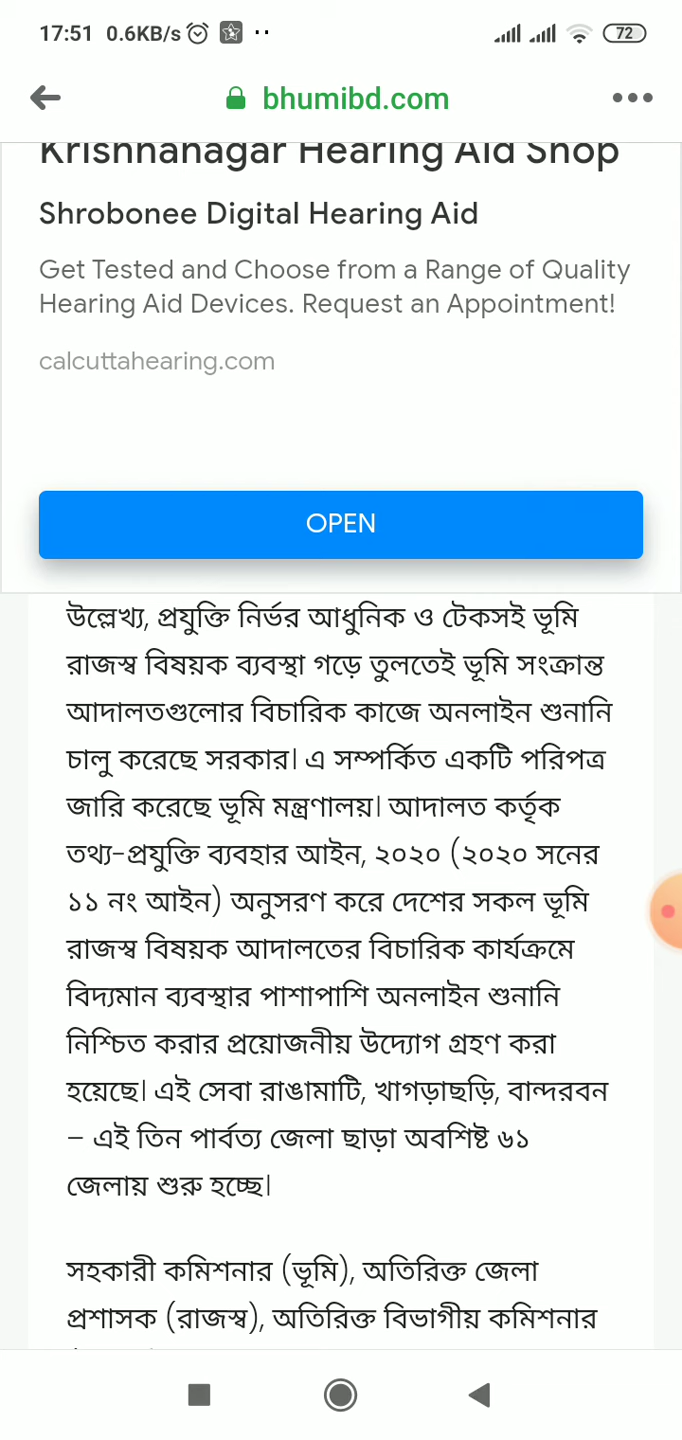 17:51 0.6KB/s
72
bhumibd.com
Krishnanagar Hearing Aid Shop
Shrobonee Digital Hearing Aid
Get Tested and Choose from a Range of Quality
Hearing Aid Devices. Request an Appointment!
calcuttahearing.com
OPEN
উল্লেখ্য, প্রযুক্তি নির্ভর আধুনিক ও টেকসই ভূমি
রাজস্ব বিষয়ক ব্যবস্থা গড়ে তুলতেই ভূমি সংক্রান্ত
আদালতগুলোর বিচারিক কাজে অনলাইন শুনানি
চালু করেছে সরকার। এ সম্পর্কিত একটি পরিপত্র
জারি করেছে ভূমি মন্ত্রণালয়। আদালত কর্তৃক
তথ্য-প্রযুক্তি ব্যবহার আইন, ২০২০ (২০২০ সনের
১১ নং আইন) অনুসরণ করে দেশের সকল ভূমি
রাজস্ব বিষয়ক আদালতের বিচারিক কার্যক্রমে
বিদ্যমান ব্যবস্থার পাশাপাশি অনলাইন শুনানি
নিশ্চিত করার প্রয়োজনীয় উদ্যোগ গ্রহণ করা
হয়েছে। এই সেবা রাঙামাটি, খাগড়াছড়ি, বান্দরবন
– এই তিন পার্বত্য জেলা ছাড়া অবশিষ্ট ৬১
জেলায় শুরু হচ্ছে।
সহকারী কমিশনার (ভূমি), অতিরিক্ত জেলা
প্রশাসক (রাজস্ব), অতিরিক্ত বিভাগীয় কমিশনার